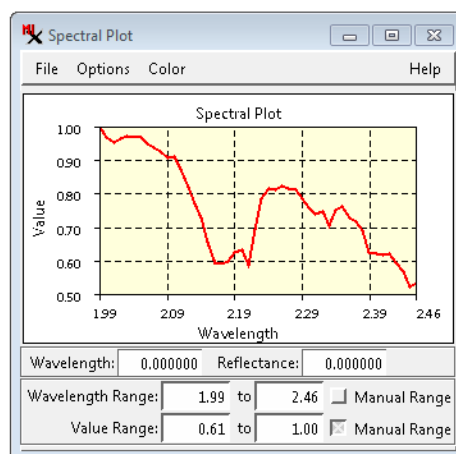 MIX Spectral Plot
File Options Color Help
Spectral Plot
1.00
0.90
0.80
0.70
0.60
0.50
Value
1.99 2.09 2.19 2.29 2.39 2.46
Wavelength
Wavelength: 0.000000 Reflectance: 0.000000
Wavelength Range: 1.99 to 2.46 Manual Range
Value Range: 0.61 to 1.00 Manual Range